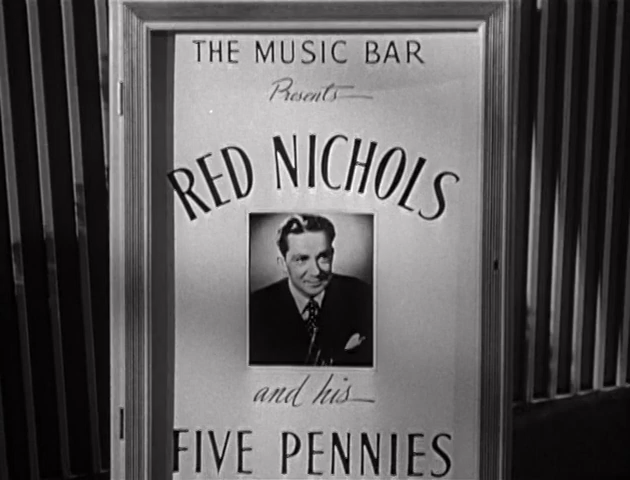 THE MUSIC BAR
Presents
RED NICHOLS
and his
FIVE PENNIES